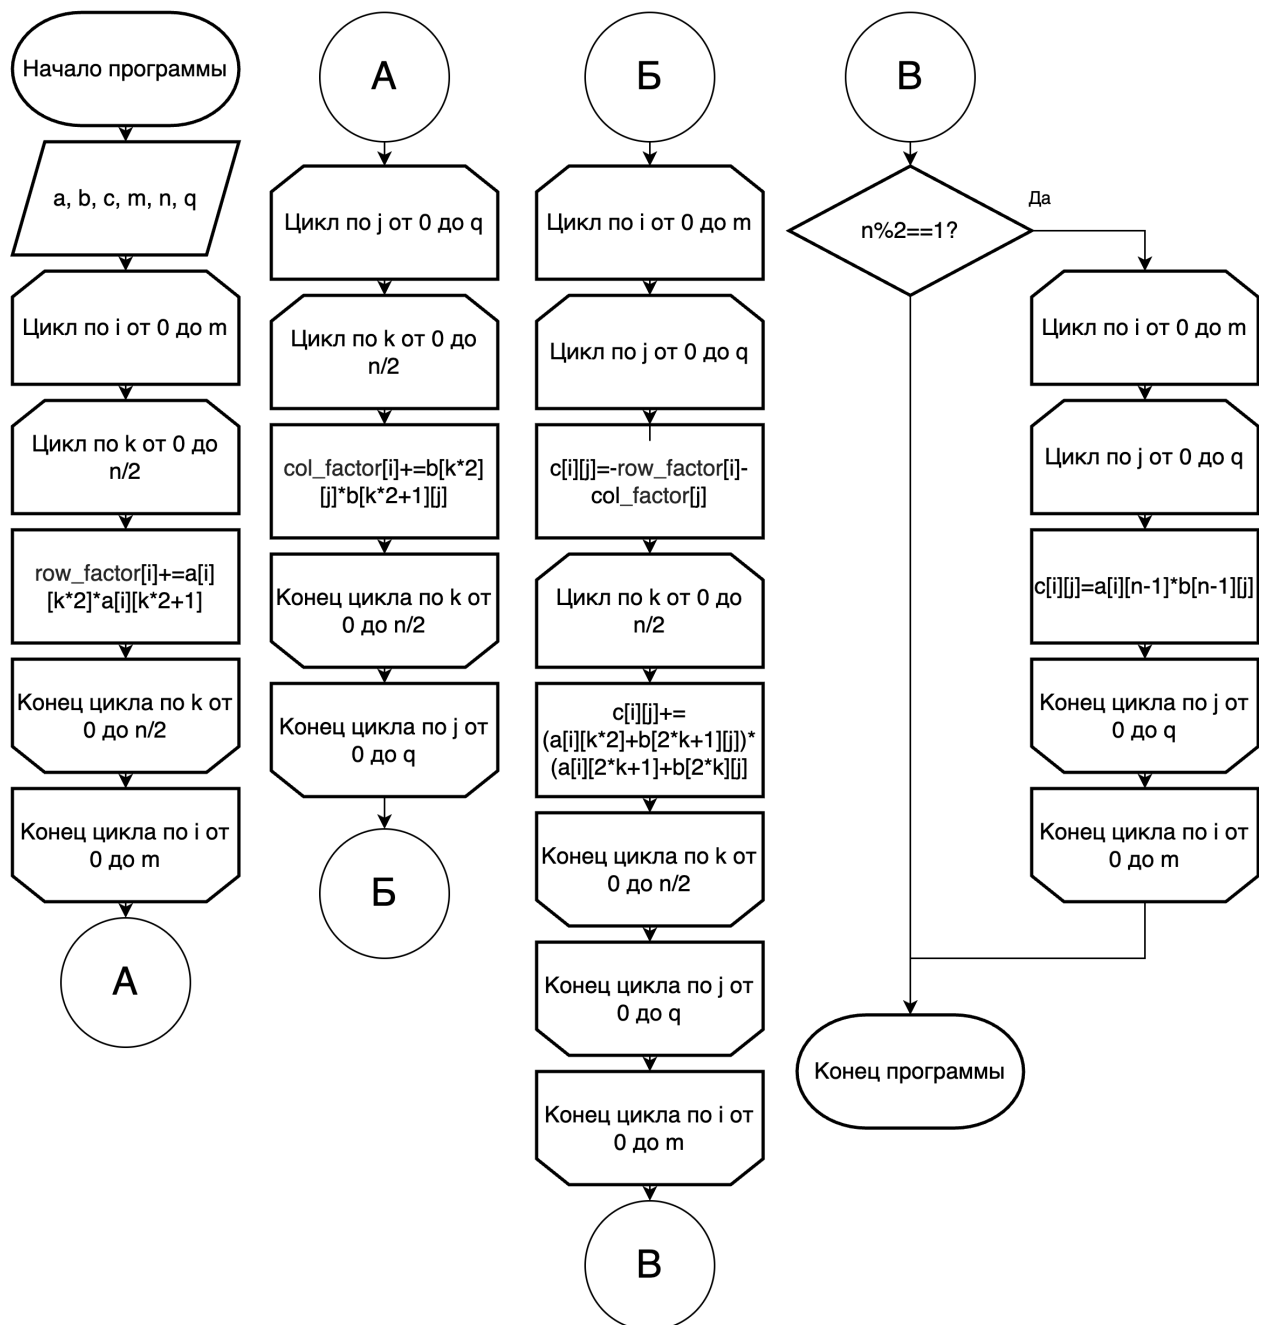 Начало программы
a, b, c, m, n, q
Цикл по i от 0 до m
Цикл по k от 0 до
n/2
row_factor[i]+=a[i]
[k*2]*a[i][k*2+1]
Конец цикла по k от
0 до n/2
Конец цикла по i от
0 до m
А
А
Цикл по j от 0 до q
Цикл по k от 0 до
n/2
col_factor[i]+=b[k*2]
[j]*b[k*2+1][j]
Конец цикла по k от
0 до n/2
Конец цикла по j от
0 до q
Б
Б
Цикл по i от 0 до m
Цикл по j от 0 до q
c[i][j]=-row_factor[i]-
col_factor[j]
Цикл по k от 0 до
n/2
c[i][j]+=
(a[i][k*2]+b[2*k+1][j])*
(a[i][2*k+1]+b[2*k][j]
Конец цикла по k от
0 до n/2
Конец цикла по j от
0 до q
Конец цикла по i от
0 до m
В
В
n%2==1?
Да
Цикл по i от 0 до m
Цикл по j от 0 до q
c[i][j]=a[i][n-1]*b[n-1][j]
Конец цикла по j от
0 до q
Конец цикла по i от
0 до m
Конец программы